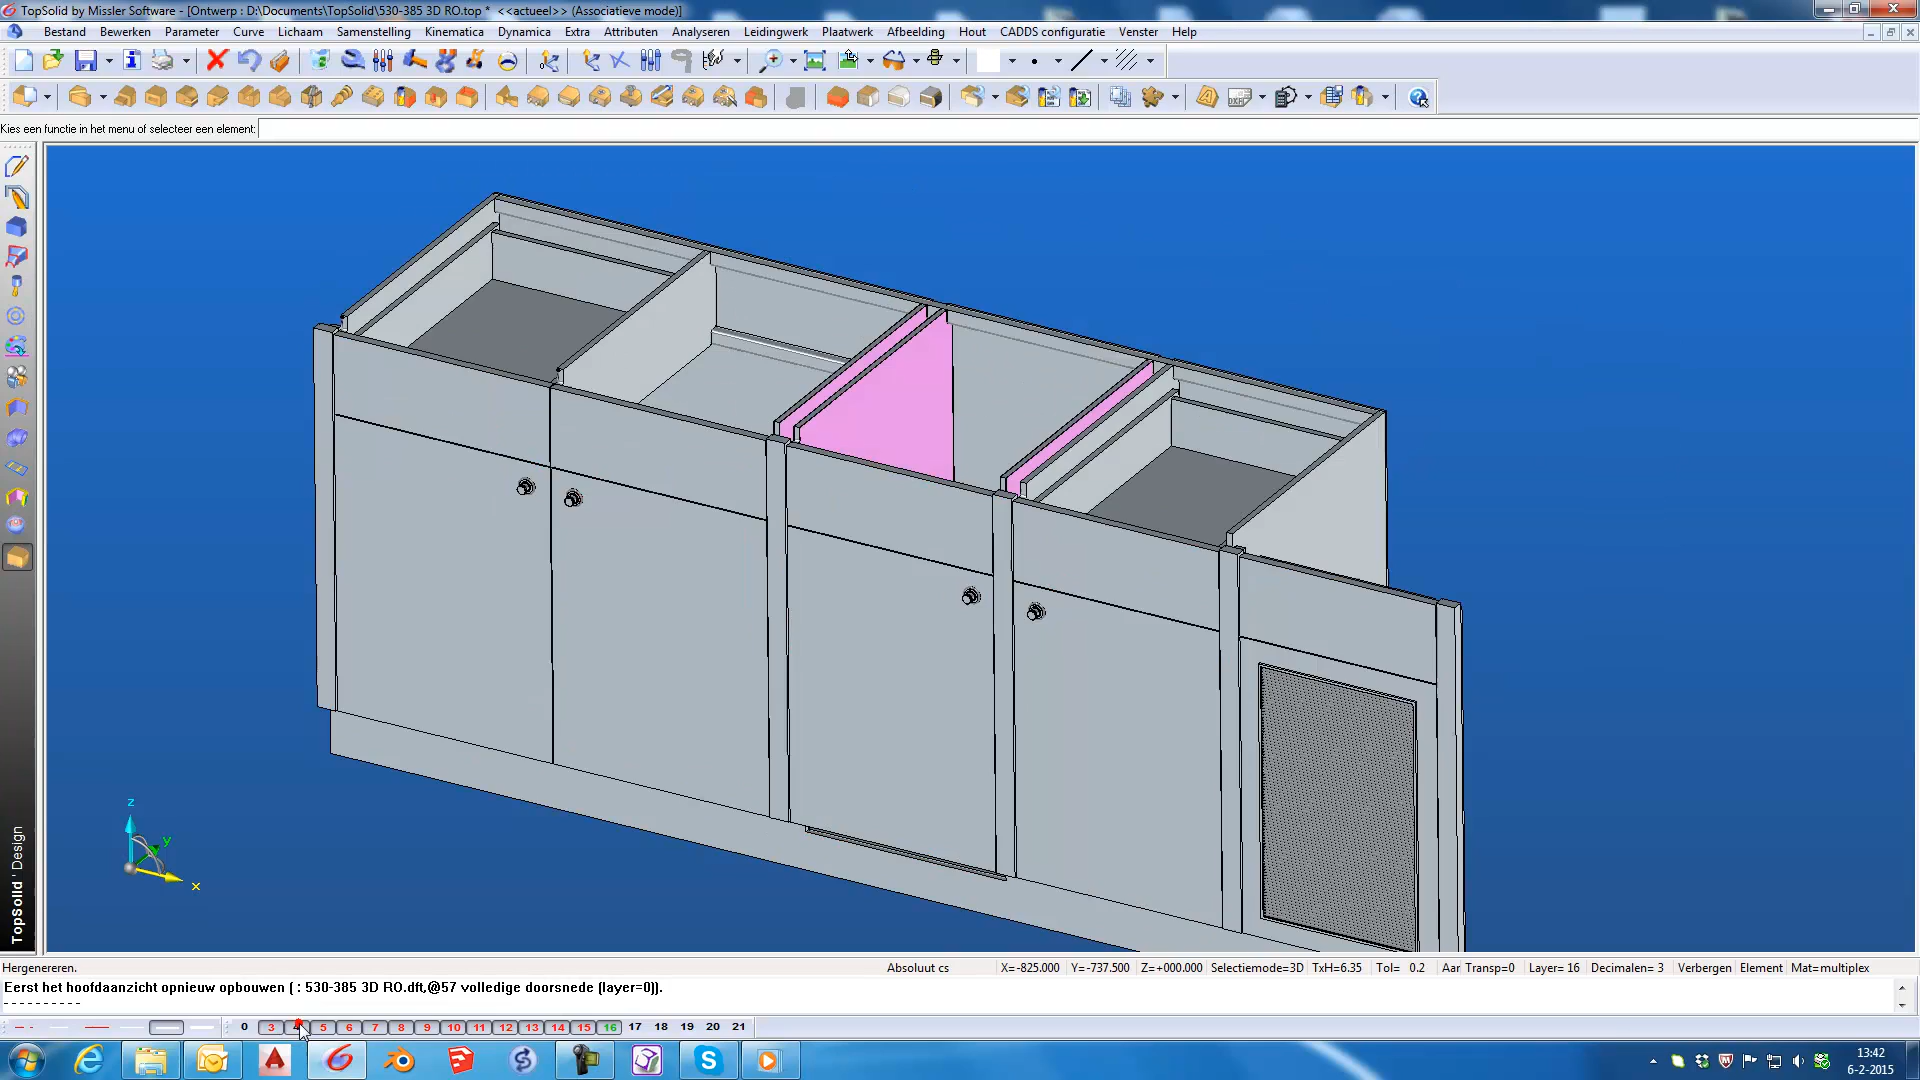 TopSolid by Missler Software - [Ontwerp : D:\Documents\TopSolid\530-385 3D RO.top * <<actueel>> (Associatieve mode)]
Bestand Bewerken Parameter Curve Lichaam Samenstelling Kinematica Dynamica Extra Attributen Analyseren Leidingwerk Plaatwerk Afbeelding Hout CADDS configuratie Venster Help
Kies een functie in het menu of selecteer een element:
z
y
x
TopSolid'Design
Hergenereren. Absoluut cs X=-825.000 Y=-737.500 Z=+000.000 Selectiemode=3D TxH=6.35 Tol= 0.2 Aar Transp=0 Layer= 16 Decimalen= 3 Verbergen Element Mat=multiplex
Eerst het hoofdaanzicht opnieuw opbouwen ( : 530-385 3D RO.dft,@57 volledige doorsnede (layer=0)).
----------
0 3 4 5 6 7 8 9 10 11 12 13 14 15 16 17 18 19 20 21
13:42
6-2-2015